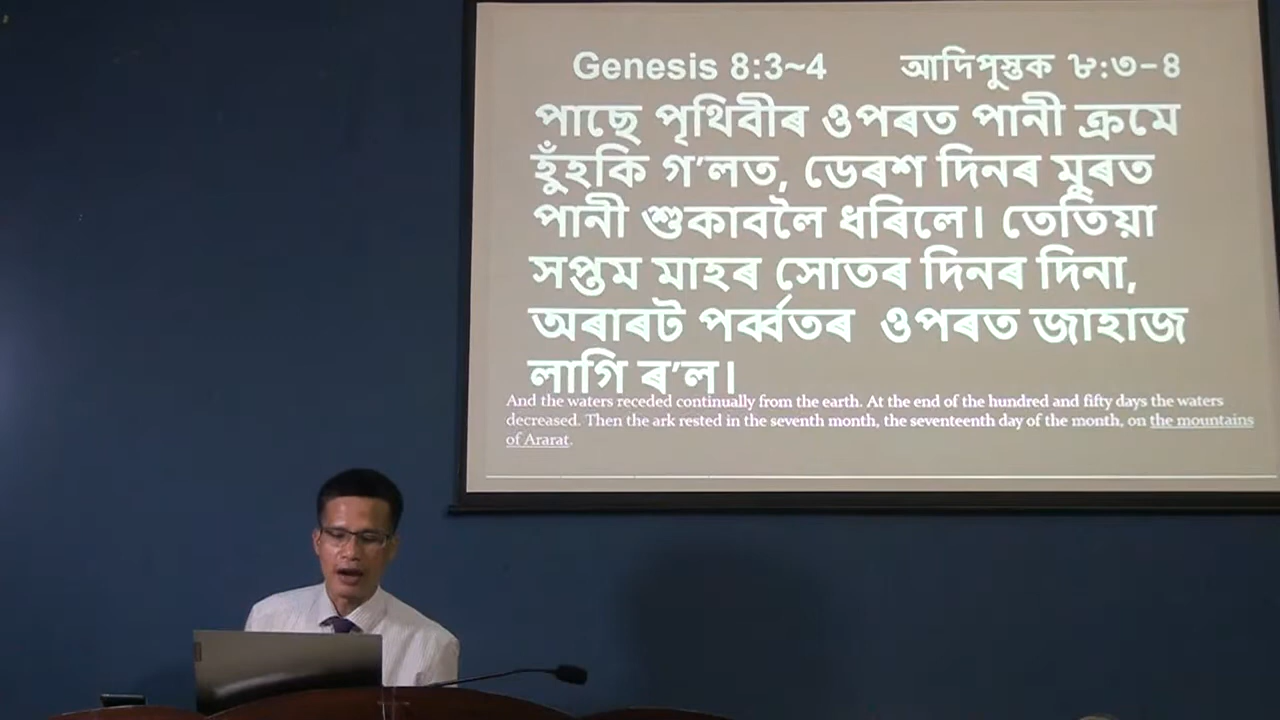 Genesis 8:3~4 আদিপুস্তক ৮:৩-৪
পাছে পৃথিবীৰ ওপৰত পানী ক্ৰমে
হুঁহকি গ’লত, ডেৰশ দিনৰ মুৰত
পানী শুকাবলৈ ধৰিলে। তেতিয়া
সপ্তম মাহৰ সোতৰ দিনৰ দিনা,
অৰাৰট পৰ্ব্বতৰ ওপৰত জাহাজ
লাগি ৰ’ল।
And the waters receded continually from the earth. At the end of the hundred and fifty days the waters
decreased. Then the ark rested in the seventh month, the seventeenth day of the month, on the mountains
of Ararat.